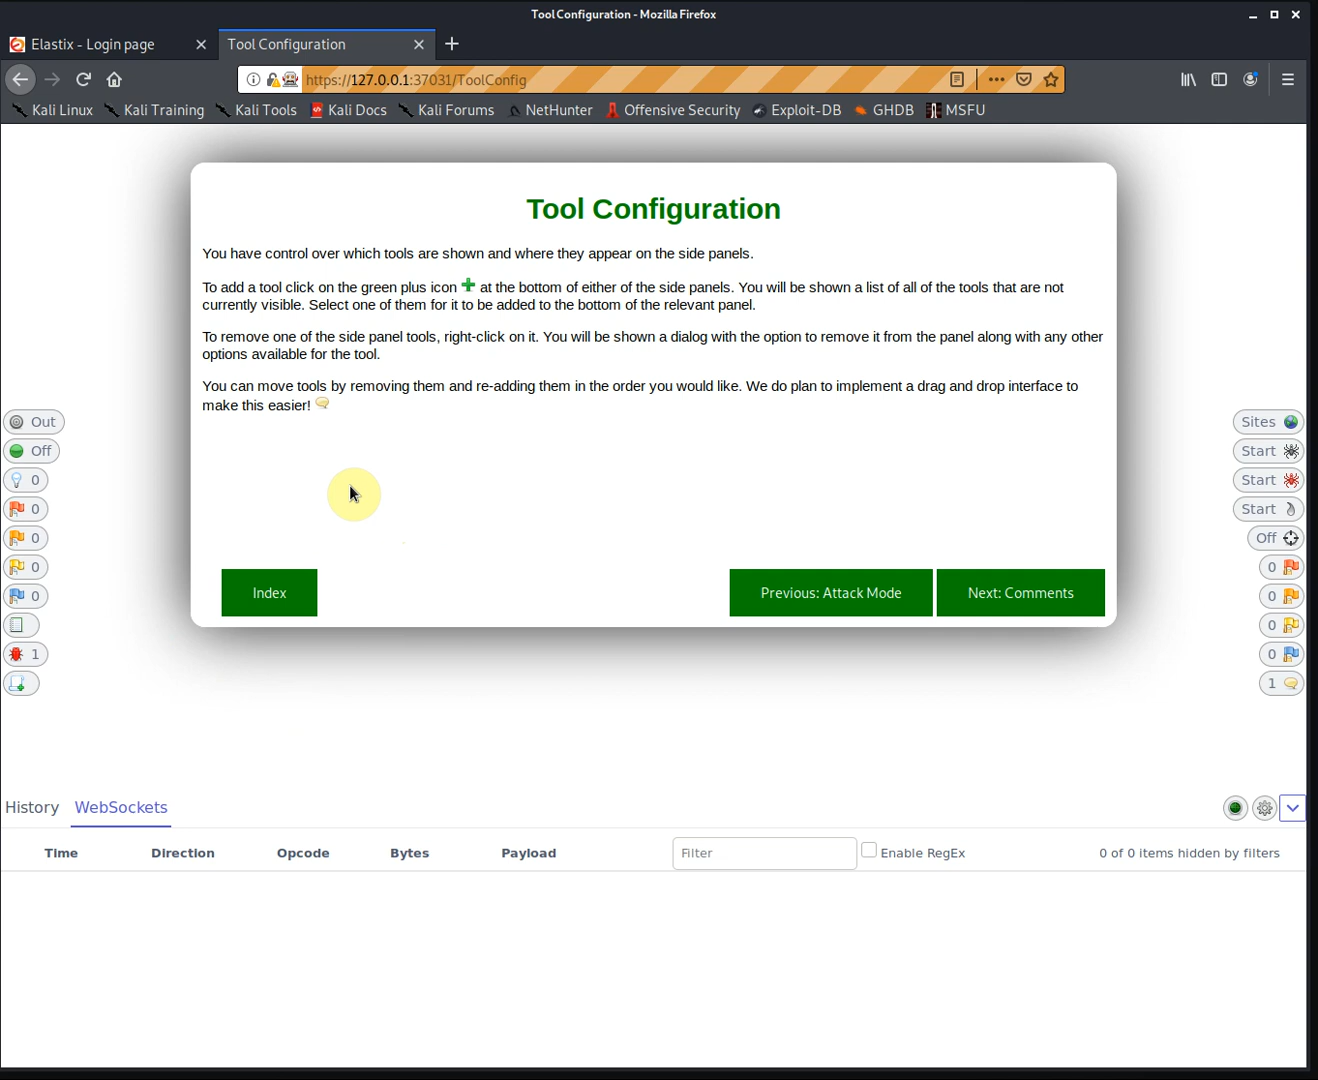 Tool Configuration - Mozilla Firefox
Elastix - Login page
Tool Configuration
https://127.0.0.1:37031/ToolConfig
Kali Linux
Kali Training
Kali Tools
Kali Docs
Kali Forums
NetHunter
Offensive Security
Exploit-DB
GHDB
MSFU
Tool Configuration
You have control over which tools are shown and where they appear on the side panels.
To add a tool click on the green plus icon at the bottom of either of the side panels. You will be shown a list of all of the tools that are not
currently visible. Select one of them for it to be added to the bottom of the relevant panel.
To remove one of the side panel tools, right-click on it. You will be shown a dialog with the option to remove it from the panel along with any other
options available for the tool.
You can move tools by removing them and re-adding them in the order you would like. We do plan to implement a drag and drop interface to
make this easier!
Index
Previous: Attack Mode
Next: Comments
Out
Off
0
0
0
0
0
1
Sites
Start
Start
Start
Off
0
0
0
0
1
History
WebSockets
Time
Direction
Opcode
Bytes
Payload
Filter
Enable RegEx
0 of 0 items hidden by filters